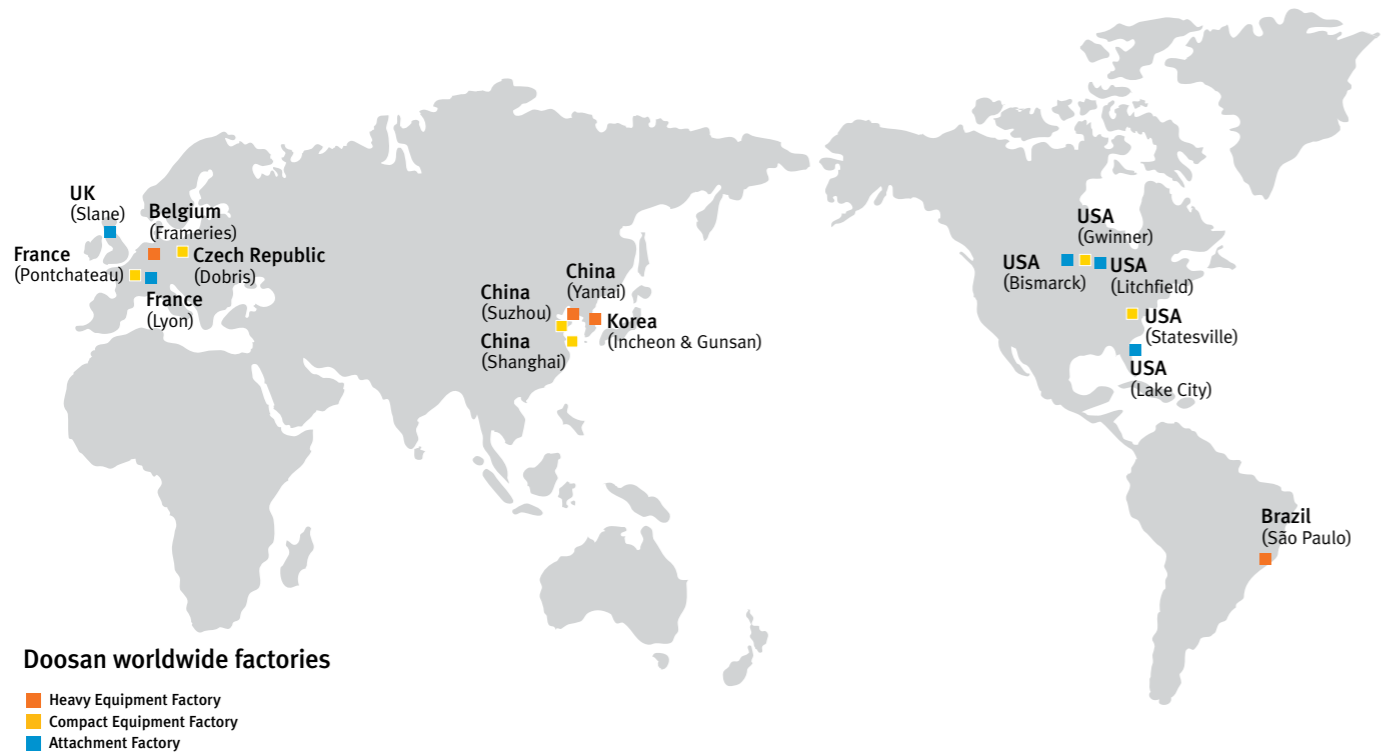 UK
(Slane)
Belgium
(Frameries)
France
(Pontchateau)
Czech Republic
(Dobris)
France
(Lyon)
China
(Yantai)
China
(Suzhou)
Korea
(Incheon & Gunsan)
China
(Shanghai)
USA
(Gwinner)
USA
(Bismarck)
USA
(Litchfield)
USA
(Statesville)
USA
(Lake City)
Brazil
(São Paulo)
Doosan worldwide factories
Heavy Equipment Factory
Compact Equipment Factory
Attachment Factory